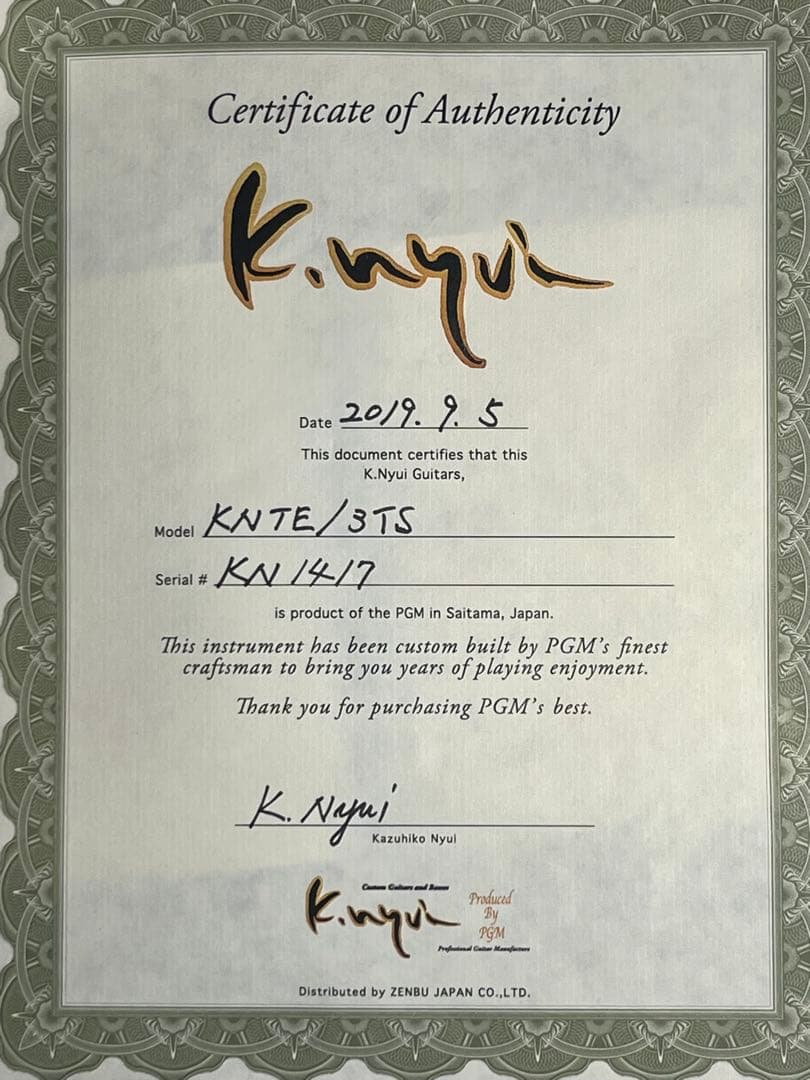 Certificate of Authenticity
K.nyui
Date 2019. 9. 5
This document certifies that this
K.Nyui Guitars,
Model KNTE/3TS
Serial # KN1417
is product of the PGM in Saitama, Japan.
This instrument has been custom built by PGM's finest
craftsman to bring you years of playing enjoyment.
Thank you for purchasing PGM's best.
K. Nyui
Kazuhiko Nyui
Custom Guitars and Basses
K.nyui
Produced
By
PGM
Professional Guitar Manufacture
Distributed by ZENBU JAPAN CO.,LTD.